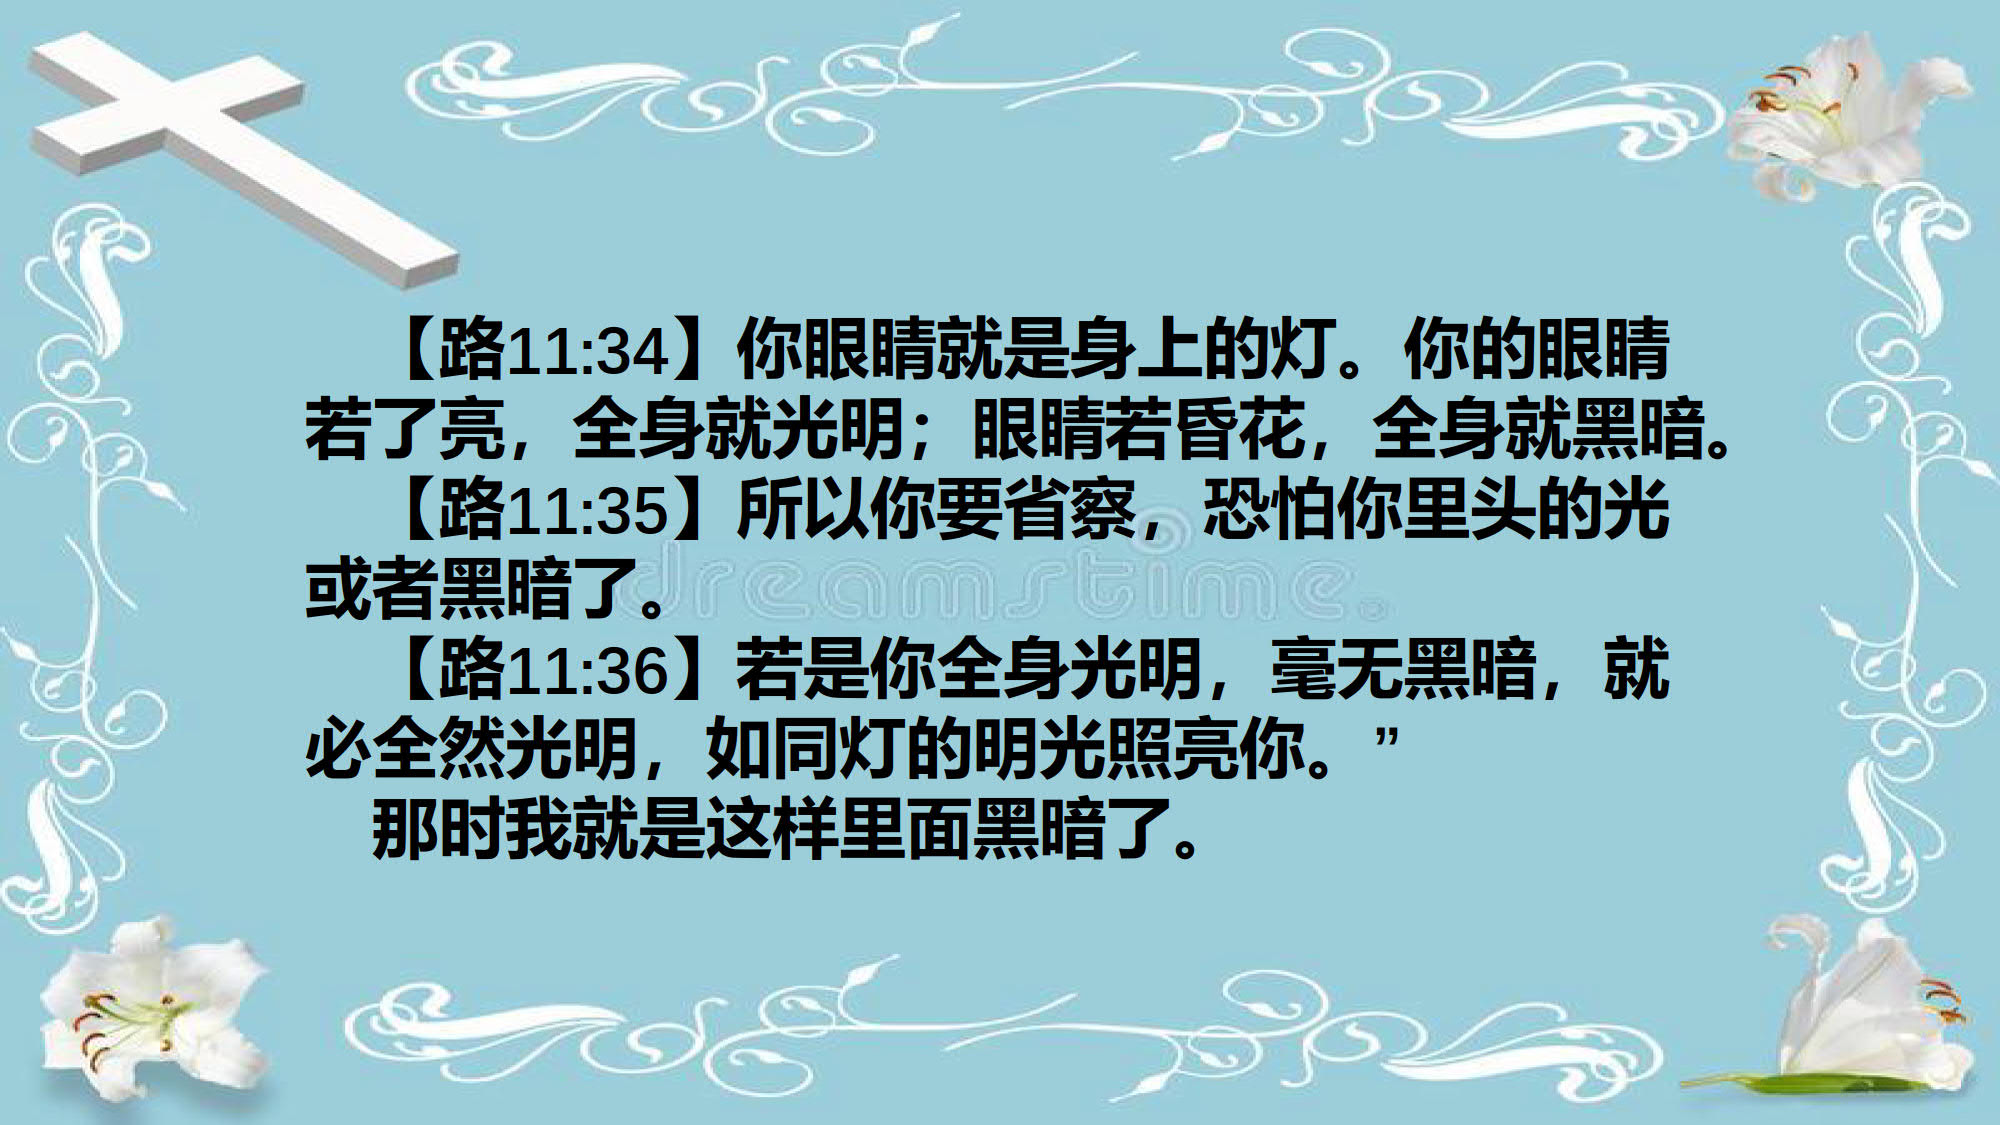 【路11:34】你眼睛就是身上的灯。你的眼睛
若了亮，全身就光明；眼睛若昏花，全身就黑暗。
【路11:35】所以你要省察，恐怕你里头的光
或者黑暗了。
dreamstime.
【路11:36】若是你全身光明，毫无黑暗，就
必全然光明，如同灯的明光照亮你。”
那时我就是这样里面黑暗了。